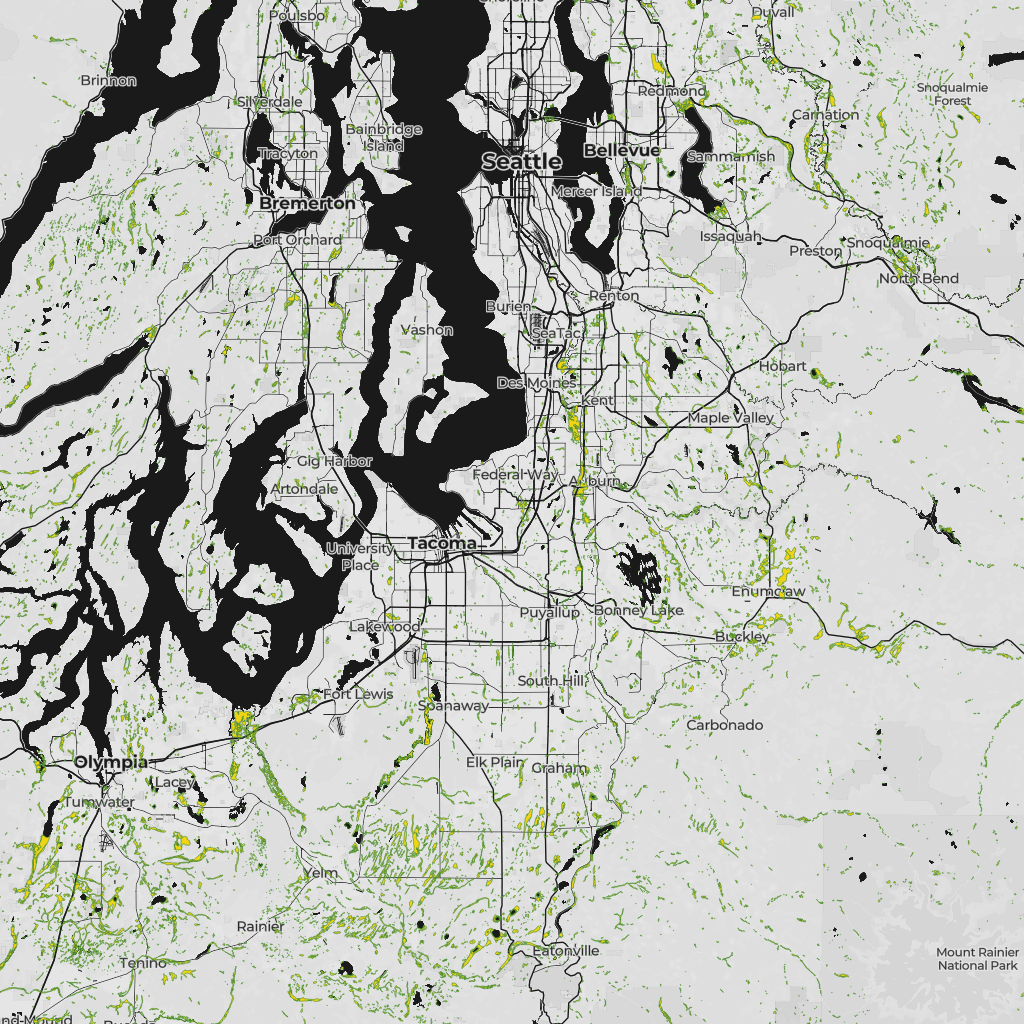 Poulsbo
Duvall
Brinnon
Silverdale
Redmond
Snoqualmie
Forest
Carnation
Bainbridge
Island
Tracyton
Seattle
Bellevue
Sammamish
Mercer Island
Bremerton
Port Orchard
Issaquah
Preston
Snoqualmie
North Bend
Renton
Burien
SeaTac
Vashon
Des Moines
Hobart
Kent
Maple Valley
Gig Harbor
Federal Way
Auburn
Artondale
Tacoma
University
Place
Enumclaw
Puyallup
Bonney Lake
Lakewood
Buckley
South Hill
Fort Lewis
Spanaway
Carbonado
Olympia
Elk Plain
Graham
Lacey
Tumwater
Yelm
Rainier
Eatonville
Mount Rainier
National Park
Tenino
nd Mound